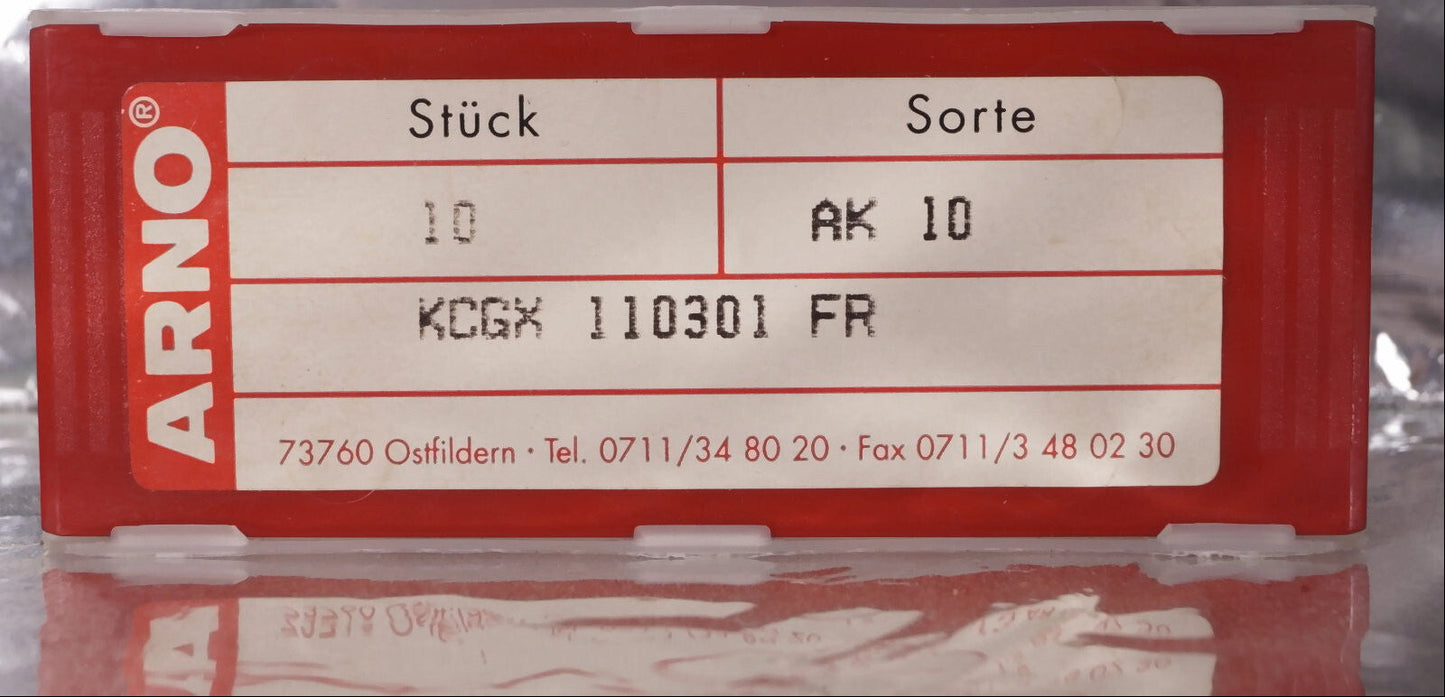 ARNO®
Stück Sorte
10 AK 10
KCGX 110301 FR
73760 Ostfildern · Tel. 0711/34 80 20 · Fax 0711/3 48 02 30